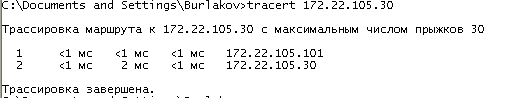 C:\Documents and Settings\Burlakov>tracert 172.22.105.30
Трассировка маршрута к 172.22.105.30 с максимальным числом прыжков 30
1 <1 мс <1 мс <1 мс 172.22.105.101
2 <1 мс 2 мс <1 мс 172.22.105.30
Трассировка завершена.